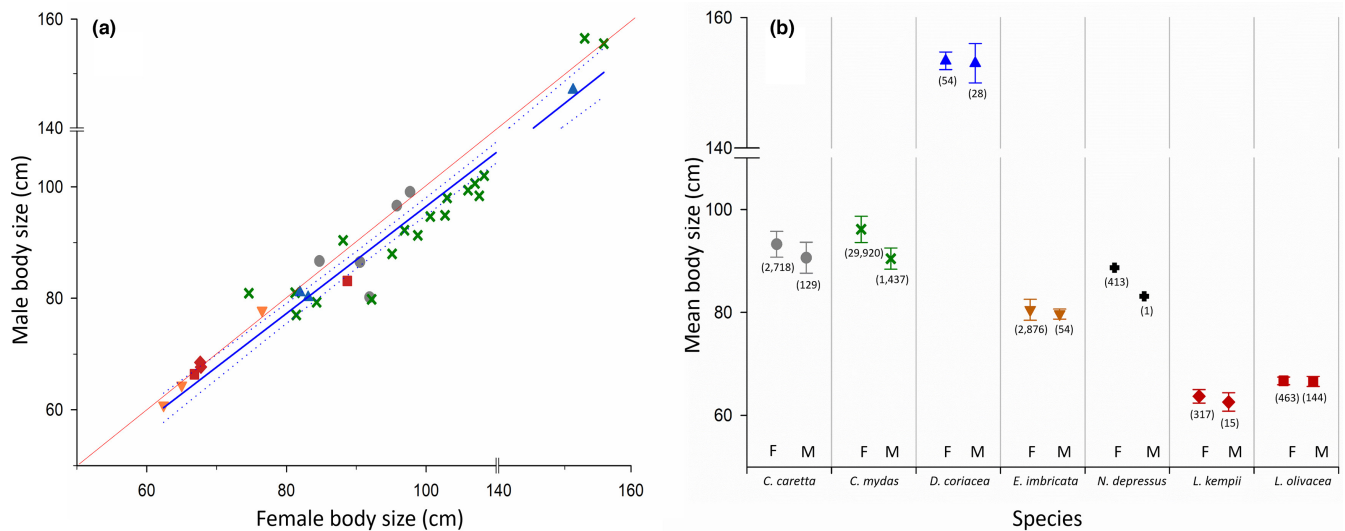 (a)
160
140
100
80
60
Male body size (cm)
60 80 100 140 160
Female body size (cm)
(b)
160
140
100
80
60
Mean body size (cm)
(54)
(28)
(2,718)
(129)
(29,920)
(1,437)
(2,876)
(54)
(413)
(1)
(317)
(15)
(463)
(144)
F M F M F M F M F M F M F M
C. caretta C. mydas D. coriacea E. imbricata N. depressus L. kempii L. olivacea
Species